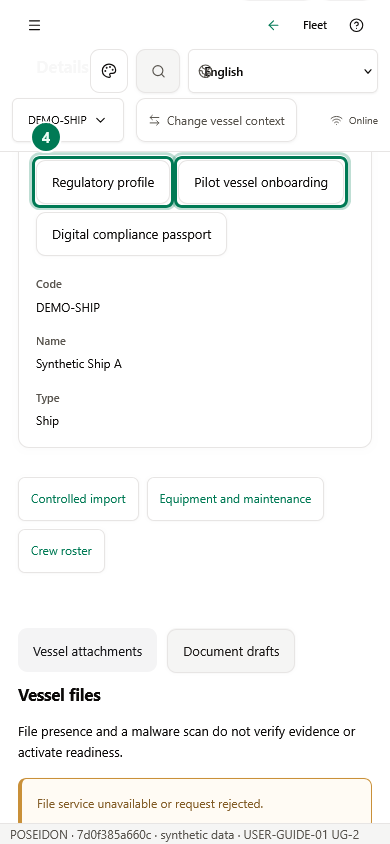 Fleet
Details
English
DEMO-SHIP
Change vessel context
Online
4
Regulatory profile
Pilot vessel onboarding
Digital compliance passport
Code
DEMO-SHIP
Name
Synthetic Ship A
Type
Ship
Controlled import
Equipment and maintenance
Crew roster
Vessel attachments
Document drafts
Vessel files
File presence and a malware scan do not verify evidence or
activate readiness.
File service unavailable or request rejected.
POSEIDON · 7d0f385a660c · synthetic data · USER-GUIDE-01 UG-2